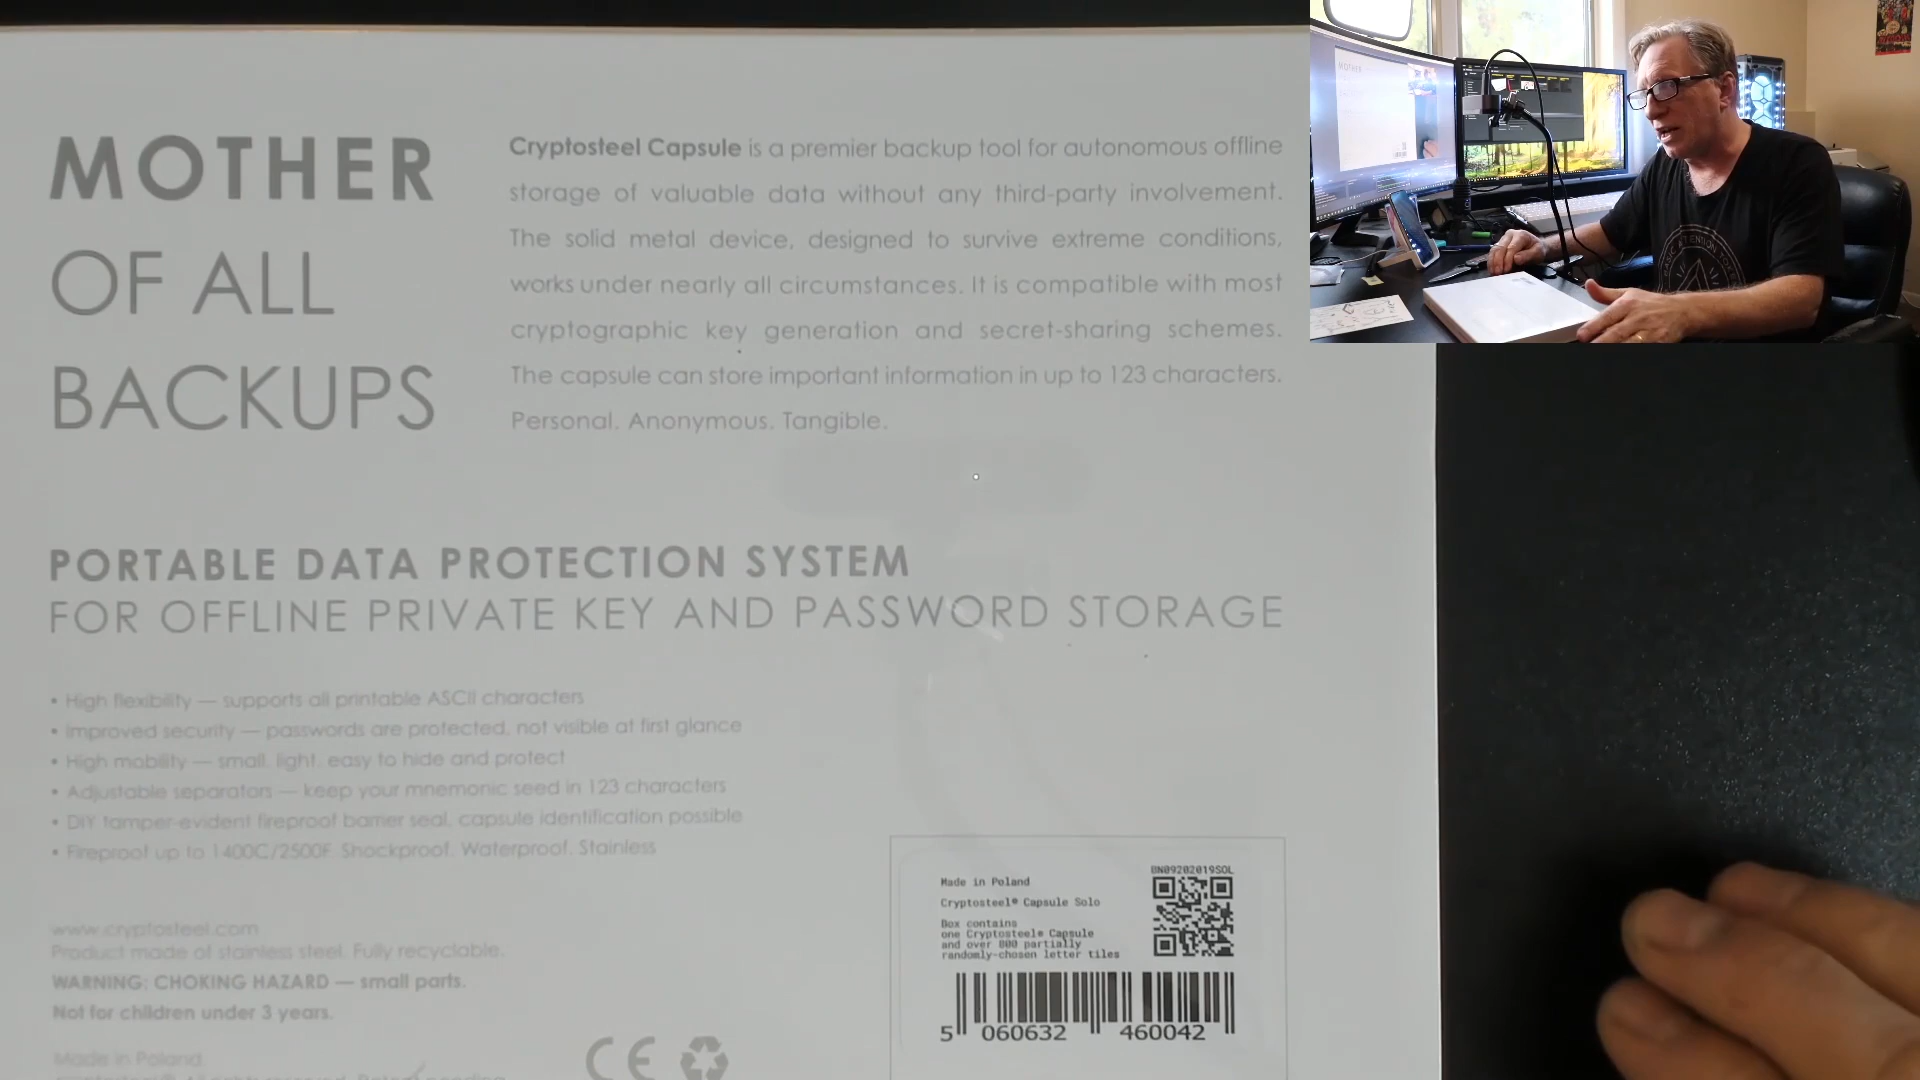 MOTHER
OF ALL
BACKUPS
Cryptosteel Capsule is a premier backup tool for autonomous offline
storage of valuable data without any third-party involvement.
The solid metal device, designed to survive extreme conditions,
works under nearly all circumstances. It is compatible with most
cryptographic key generation and secret-sharing schemes.
The capsule can store important information in up to 123 characters.
Personal. Anonymous. Tangible.
PORTABLE DATA PROTECTION SYSTEM
FOR OFFLINE PRIVATE KEY AND PASSWORD STORAGE
• High flexibility — supports all printable ASCII characters
• Improved security — passwords are protected, not visible at first glance
• High mobility — small, light, easy to hide and protect
• Adjustable separators — keep your mnemonic seed in 123 characters
• DIY tamper-evident fireproof barrier seal, capsule identification possible
• Fireproof up to 1400C/2500F. Shockproof. Waterproof. Stainless
www.cryptosteel.com
Product made of stainless steel. Fully recyclable.
WARNING: CHOKING HAZARD — small parts.
Not for children under 3 years.
Made in Poland
CE
BN09202019SOL
Made in Poland
Cryptosteel® Capsule Solo
Box contains
one Cryptosteel® Capsule
and over 800 partially
randomly-chosen letter tiles
5 060632 460042
MOTHER